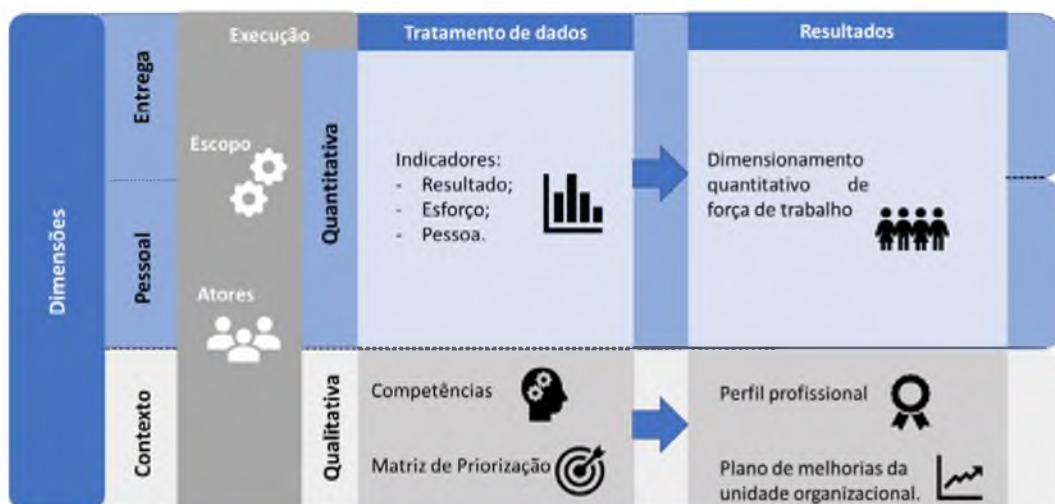 Dimensões
Entrega
Pessoal
Contexto
Execução
Escopo
Atores
Quantitativa
Qualitativa
Tratamento de dados
Indicadores:
- Resultado;
- Esforço;
- Pessoa.
Competências
Matriz de Priorização
Resultados
Dimensionamento
quantitativo de
força de trabalho
Perfil profissional
Plano de melhorias da
unidade organizacional.